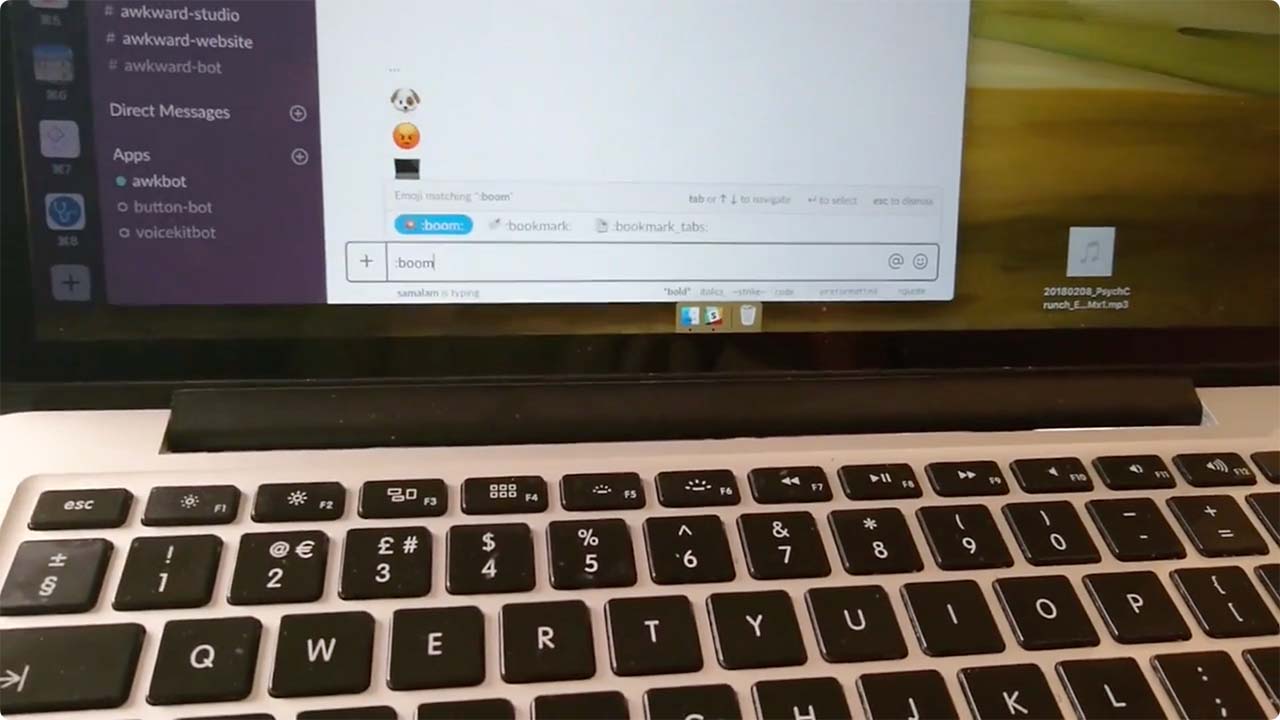 ⌘5
# awkward-studio
# awkward-website
⌘6
# awkward-bot
Direct Messages
⌘7
Apps
awkbot
button-bot
⌘8
voicekitbot
...
Emoji matching ":boom"
tab or ↑ ↓ to navigate ↵ to select esc to dismiss
:boom: :bookmark: :bookmark_tabs:
+ :boom @
samalam is typing
*bold* _italics_ ~strike~ `code` ```preformatted``` >quote
20180208_PsychC
runch_E...Mx1.mp3
esc F1 F2 F3 F4 F5 F6 F7 F8 F9 F10 F11 F12
± ! @ € £ # $ % ^ & * ( ) _ +
§ 1 2 3 4 5 6 7 8 9 0 - =
Q W E R T Y U I O P { [
H J K L : ;